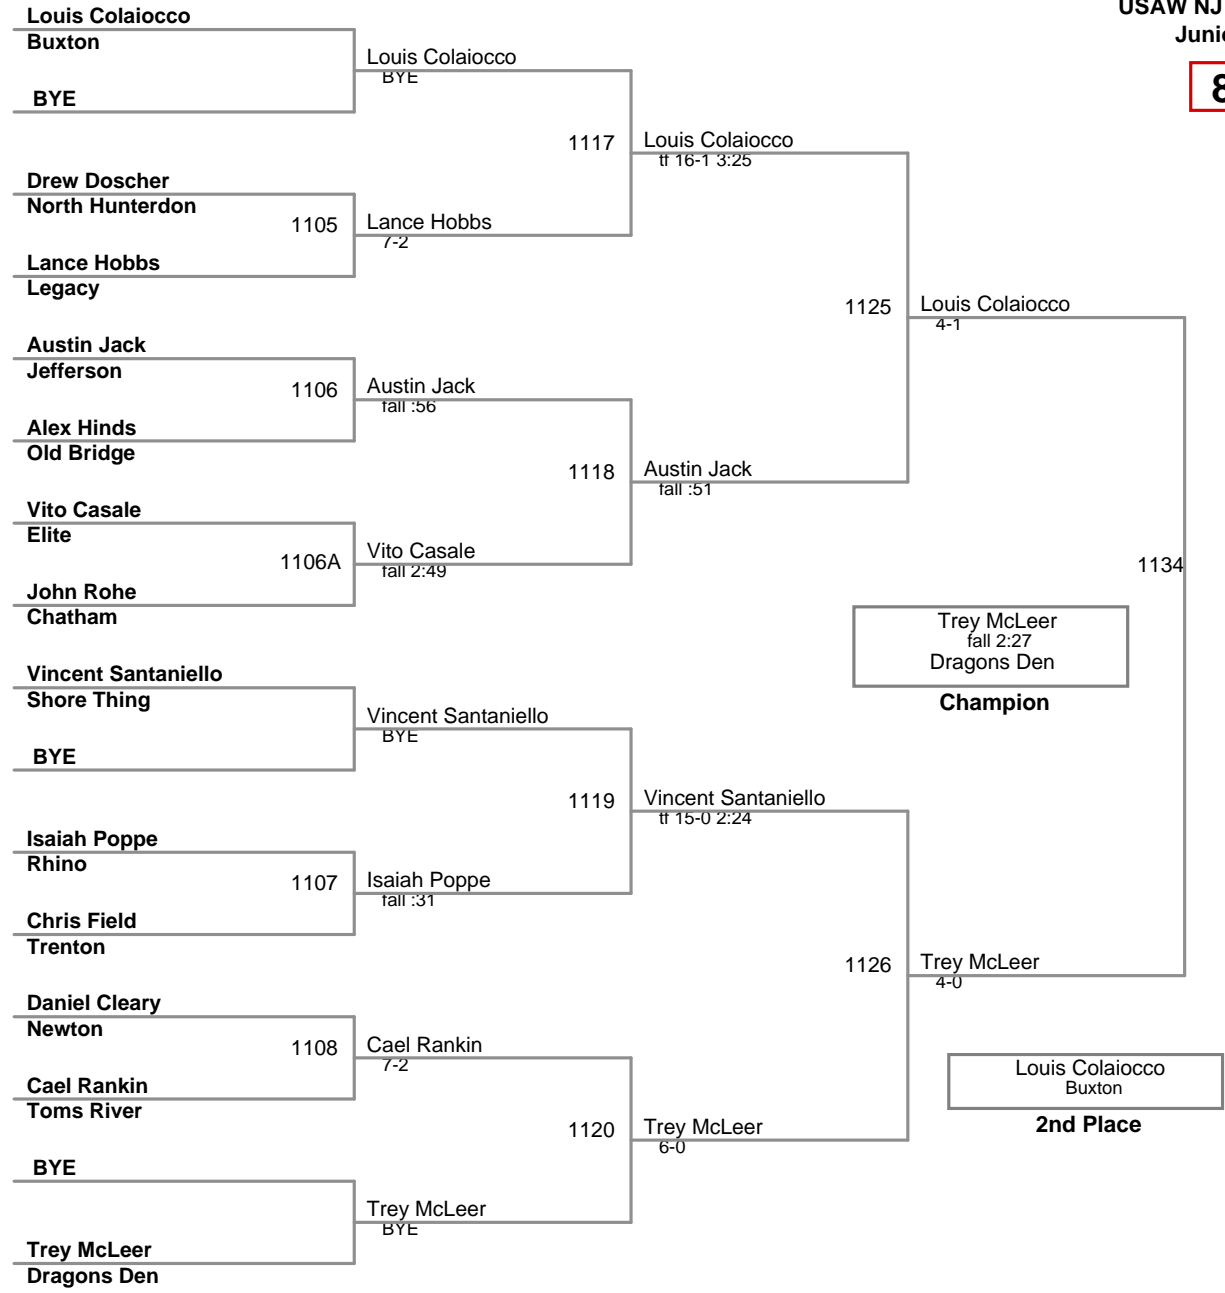 USAW NJ
Junio
8
Louis Colaiocco
Buxton
Louis Colaiocco
BYE
BYE
1117
Louis Colaiocco
tf 16-1 3:25
Drew Doscher
North Hunterdon
1105
Lance Hobbs
7-2
Lance Hobbs
Legacy
1125
Louis Colaiocco
4-1
Austin Jack
Jefferson
1106
Austin Jack
fall :56
Alex Hinds
Old Bridge
1118
Austin Jack
fall :51
Vito Casale
Elite
1106A
Vito Casale
fall 2:49
John Rohe
Chatham
1134
Trey McLeer
fall 2:27
Dragons Den
Champion
Vincent Santaniello
Shore Thing
Vincent Santaniello
BYE
BYE
1119
Vincent Santaniello
tf 15-0 2:24
Isaiah Poppe
Rhino
1107
Isaiah Poppe
fall :31
Chris Field
Trenton
1126
Trey McLeer
4-0
Daniel Cleary
Newton
1108
Cael Rankin
7-2
Cael Rankin
Toms River
1120
Trey McLeer
6-0
BYE
Trey McLeer
BYE
Trey McLeer
Dragons Den
Louis Colaiocco
Buxton
2nd Place